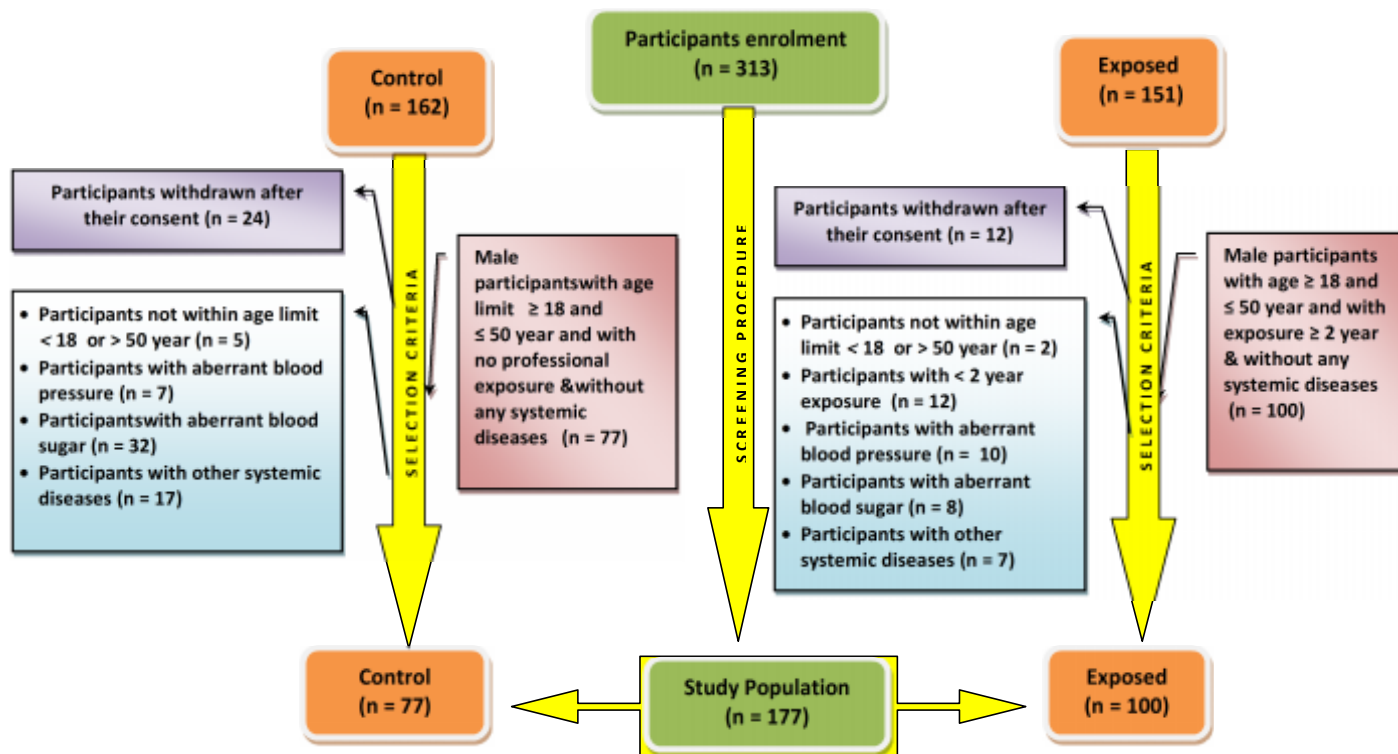 Participants enrolment
(n = 313)
Control
(n = 162)
Exposed
(n = 151)
Participants withdrawn after
their consent (n = 24)
Male
participantswith age
limit ≥ 18 and
≤ 50 year and with
no professional
exposure &without
any systemic
diseases (n = 77)
• Participants not within age limit
< 18 or > 50 year (n = 5)
• Participants with aberrant blood
pressure (n = 7)
• Participantswith aberrant blood
sugar (n = 32)
• Participants with other systemic
diseases (n = 17)
SELECTION CRITERIA
SCREENING PROCEDURE
Participants withdrawn after
their consent (n = 12)
• Participants not within age
limit < 18 or > 50 year (n = 2)
• Participants with < 2 year
exposure (n = 12)
• Participants with aberrant
blood pressure (n = 10)
• Participants with aberrant
blood sugar (n = 8)
• Participants with other
systemic diseases (n = 7)
SELECTION CRITERIA
Male participants
with age ≥ 18 and
≤ 50 year and with
exposure ≥ 2 year
& without any
systemic diseases
(n = 100)
Control
(n = 77)
Study Population
(n = 177)
Exposed
(n = 100)